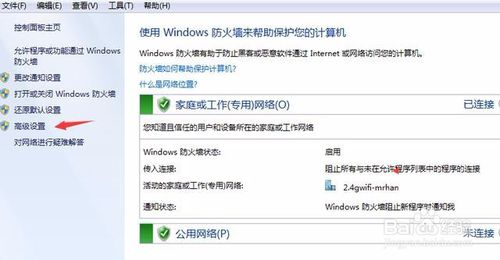 文件(F) 编辑(E) 查看(V) 工具(T) 帮助(H)
控制面板主页
允许程序或功能通过 Windows
防火墙
更改通知设置
打开或关闭 Windows 防火墙
还原默认设置
高级设置
对网络进行疑难解答
使用 Windows 防火墙来帮助保护您的计算机
Windows 防火墙有助于防止黑客或恶意软件通过 Internet 或网络访问您的计算机。
防火墙如何帮助保护计算机?
什么是网络位置?
家庭或工作(专用)网络(O) 已连接
您知道且信任的用户和设备所在的家庭或工作网络
Windows 防火墙状态: 启用
传入连接: 阻止所有与未在允许程序列表中的程序的连接
活动的家庭或工作(专用)网络: 2.4gwifi-mrhan
通知状态: Windows 防火墙阻止新程序时通知我
公用网络(P) 未连接
Baidu 经验
jingyan.baidu.com